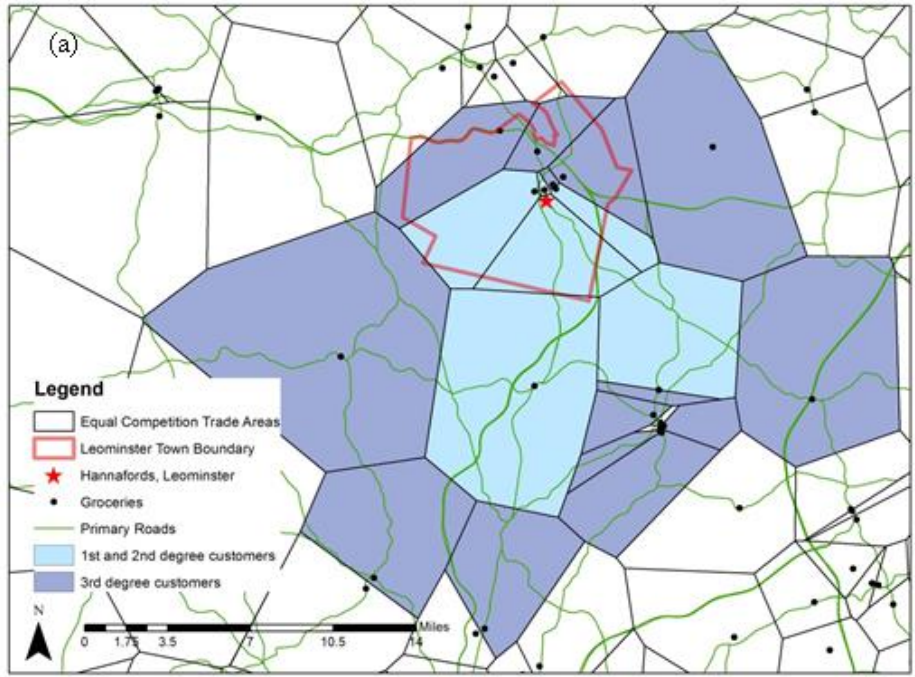 (a)
Legend
Equal Competition Trade Areas
Leominster Town Boundary
Hannafords, Leominster
Groceries
Primary Roads
1st and 2nd degree customers
3rd degree customers
N
Miles
0 1.75 3.5 7 10.5 14